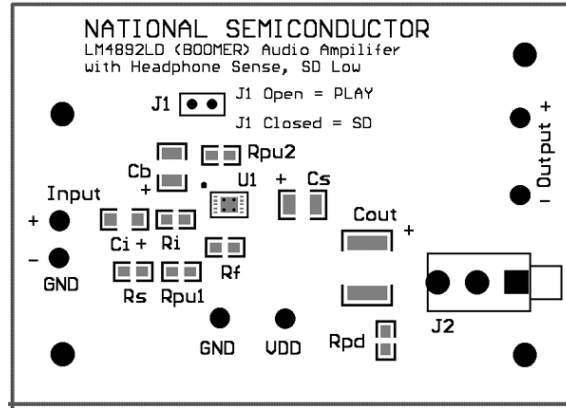 NATIONAL SEMICONDUCTOR
LM4892LD (BOOMER) Audio Ampilifer
with Headphone Sense, SD Low
J1
J1 Open = PLAY
J1 Closed = SD
Output +
-
Cb
+
Rpu2
U1
+ Cs
Input
+
-
GND
Ci +
Ri
Cout +
Rf
Rs
Rpu1
J2
GND
VDD
Rpd